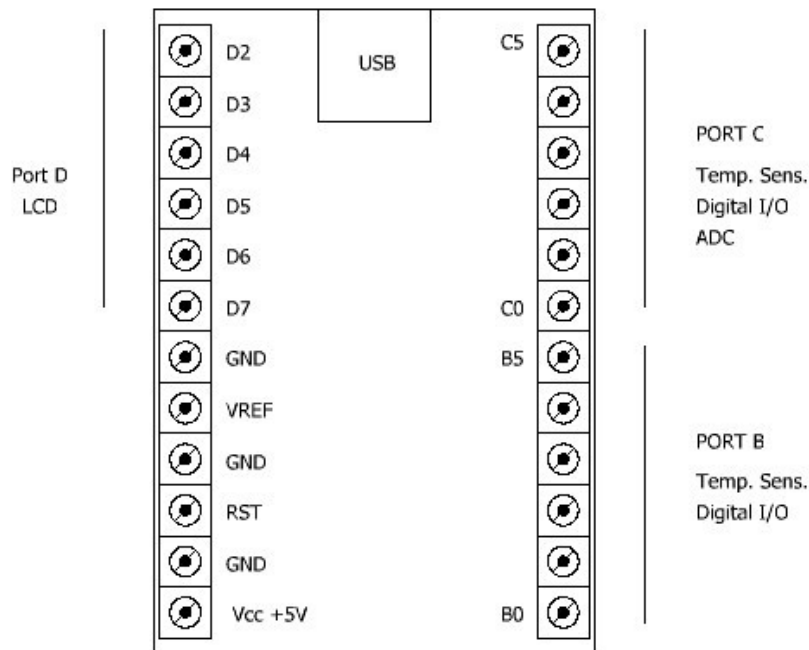 USB
Port D
LCD
D2
D3
D4
D5
D6
D7
GND
VREF
GND
RST
GND
Vcc +5V
C5
C0
B5
B0
PORT C
Temp. Sens.
Digital I/O
ADC
PORT B
Temp. Sens.
Digital I/O